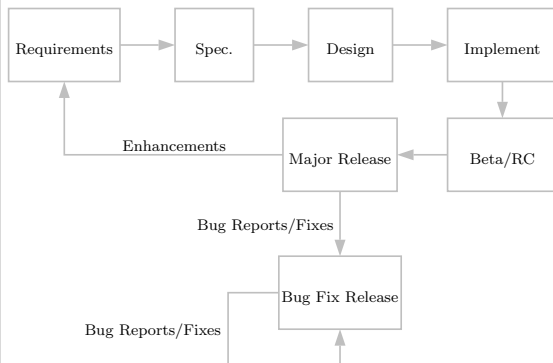 Requirements
Spec.
Design
Implement
Enhancements
Major Release
Beta/RC
Bug Reports/Fixes
Bug Fix Release
Bug Reports/Fixes